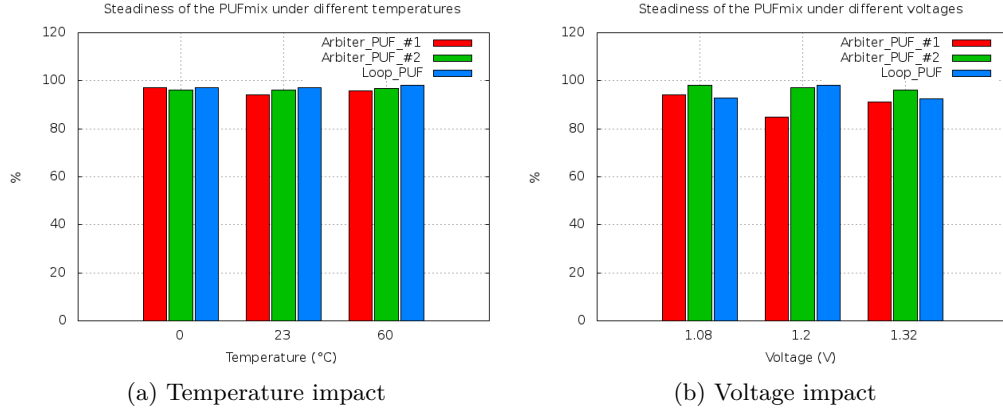 Steadiness of the PUFmix under different temperatures
120
100
80
60
40
20
0
%
Arbiter_PUF_#1
Arbiter_PUF_#2
Loop_PUF
0
23
60
Temperature (°C)
(a) Temperature impact
Steadiness of the PUFmix under different voltages
120
100
80
60
40
20
0
%
Arbiter_PUF_#1
Arbiter_PUF_#2
Loop_PUF
1.08
1.2
1.32
Voltage (V)
(b) Voltage impact